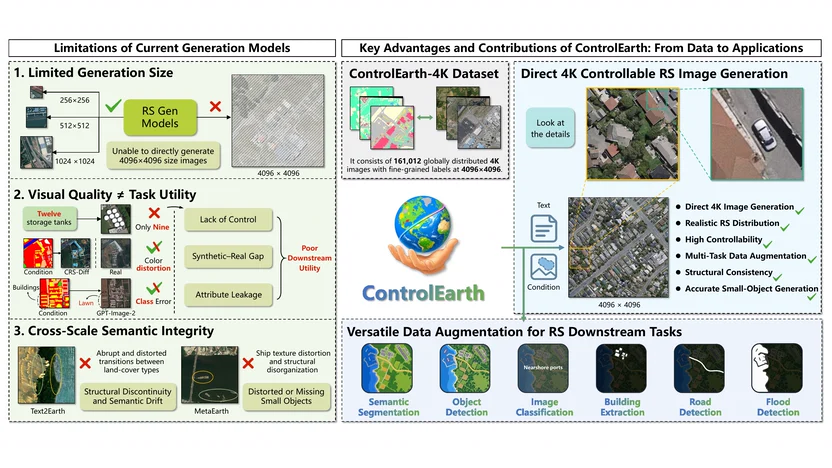 Limitations of Current Generation Models
Key Advantages and Contributions of ControlEarth: From Data to Applications
1. Limited Generation Size
256×256
512×512
1024 ×1024
RS Gen
Models
Unable to directly generate
4096×4096 size images
4096 × 4096
2. Visual Quality ≠ Task Utility
Twelve
storage tanks
Only Nine
Condition
CRS-Diff
Real
Color
distortion
Buildings
Lawn
Condition
GPT-Image-2
Class Error
Lack of Control
Synthetic–Real Gap
Attribute Leakage
Poor
Downstream
Utility
3. Cross-Scale Semantic Integrity
Text2Earth
Abrupt and distorted
transitions between
land-cover types
Structural Discontinuity
and Semantic Drift
MetaEarth
Ship texture distortion
and structural
disorganization
Distorted or Missing
Small Objects
ControlEarth-4K Dataset
It consists of 161,012 globally distributed 4K
images with fine-grained labels at 4096×4096.
ControlEarth
Direct 4K Controllable RS Image Generation
Look at
the details
Text
Condition
4096 × 4096
Direct 4K Image Generation
Realistic RS Distribution
High Controllability
Multi-Task Data Augmentation
Structural Consistency
Accurate Small-Object Generation
Versatile Data Augmentation for RS Downstream Tasks
Semantic
Segmentation
Object
Detection
Nearshore ports
Image
Classification
Building
Extraction
Road
Detection
Flood
Detection